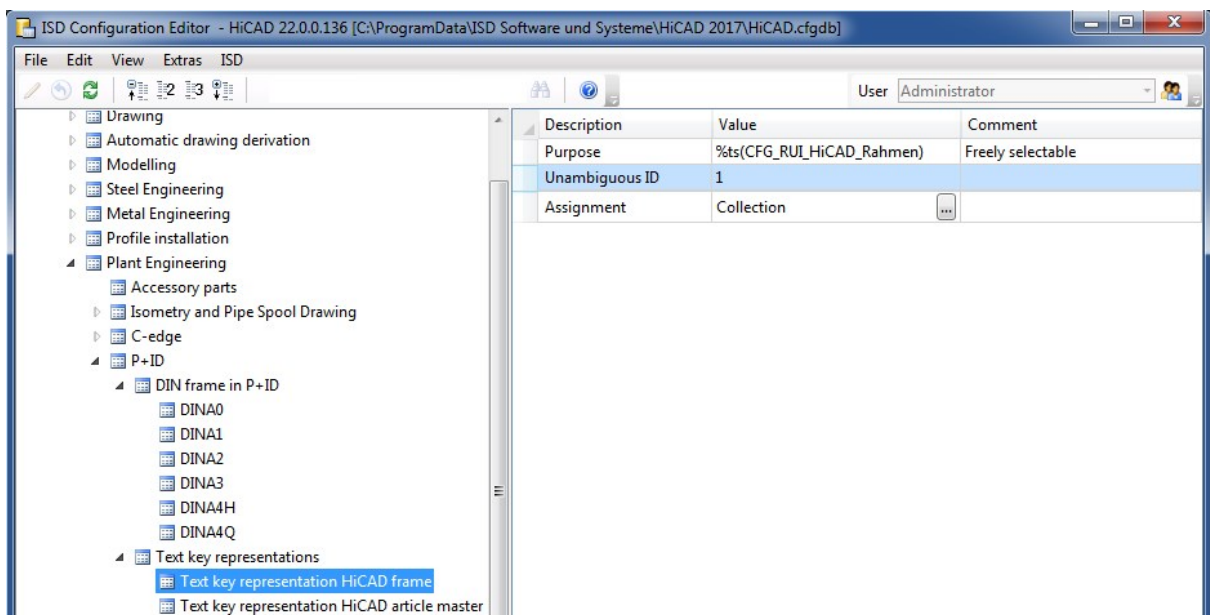 ISD Configuration Editor - HiCAD 22.0.0.136 [C:\ProgramData\ISD Software und Systeme\HiCAD 2017\HiCAD.cfgdb]
File Edit View Extras ISD
2 3 User Administrator
Drawing
Automatic drawing derivation
Modelling
Steel Engineering
Metal Engineering
Profile installation
Plant Engineering
Accessory parts
Isometry and Pipe Spool Drawing
C-edge
P+ID
DIN frame in P+ID
DINA0
DINA1
DINA2
DINA3
DINA4H
DINA4Q
Text key representations
Text key representation HiCAD frame
Text key representation HiCAD article master
Description Value Comment
Purpose %ts(CFG_RUI_HiCAD_Rahmen) Freely selectable
Unambiguous ID 1
Assignment Collection ...